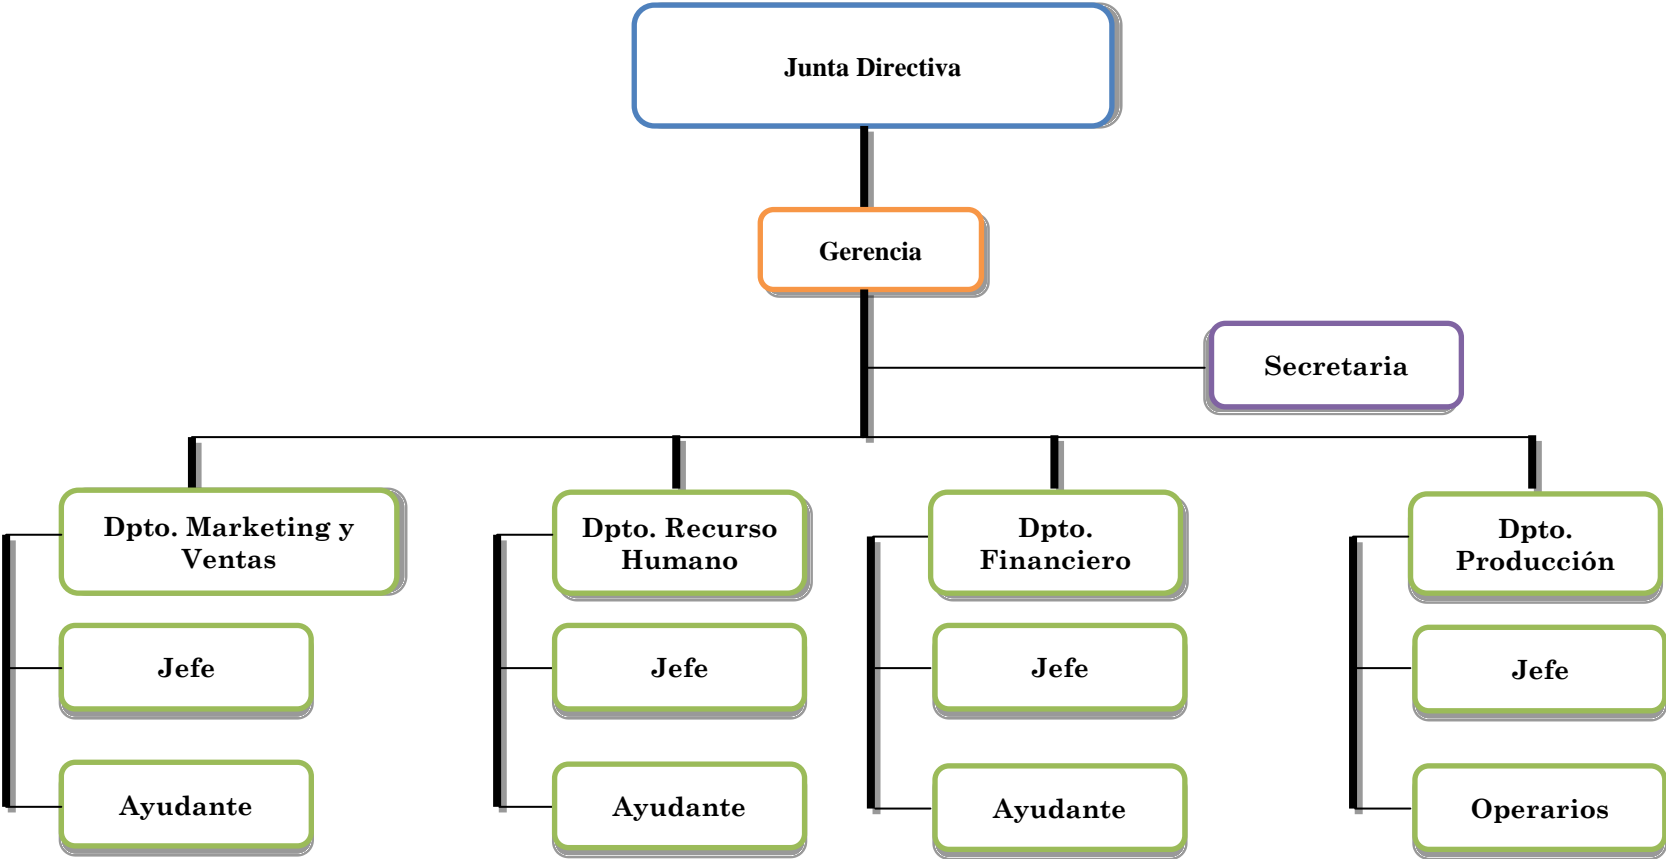 Junta Directiva
Gerencia
Secretaria
Dpto. Marketing y
Ventas
Dpto. Recurso
Humano
Dpto.
Financiero
Dpto.
Producción
Jefe
Jefe
Jefe
Jefe
Ayudante
Ayudante
Ayudante
Operarios